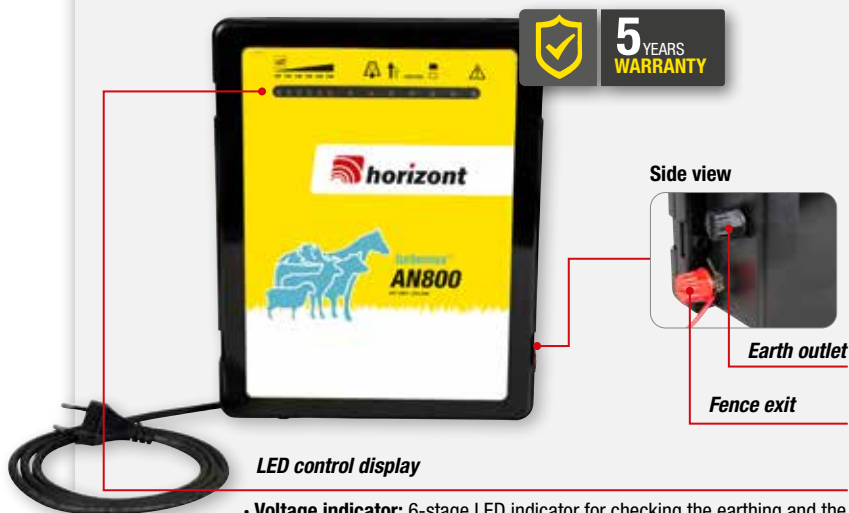 5 YEARS
WARRANTY
horizont
AN800
Side view
Earth outlet
Fence exit
LED control display
• Voltage indicator: 6-stage LED indicator for checking the earthing and the